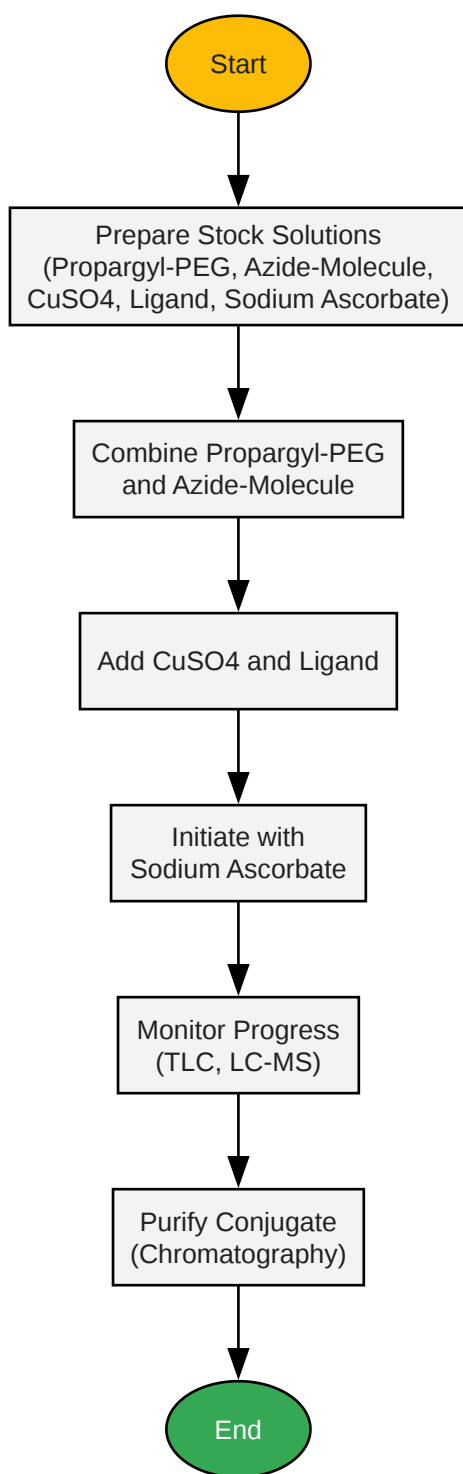 Start
Prepare Stock Solutions
(Propargyl-PEG, Azide-Molecule,
CuSO4, Ligand, Sodium Ascorbate)
Combine Propargyl-PEG
and Azide-Molecule
Add CuSO4 and Ligand
Initiate with
Sodium Ascorbate
Monitor Progress
(TLC, LC-MS)
Purify Conjugate
(Chromatography)
End